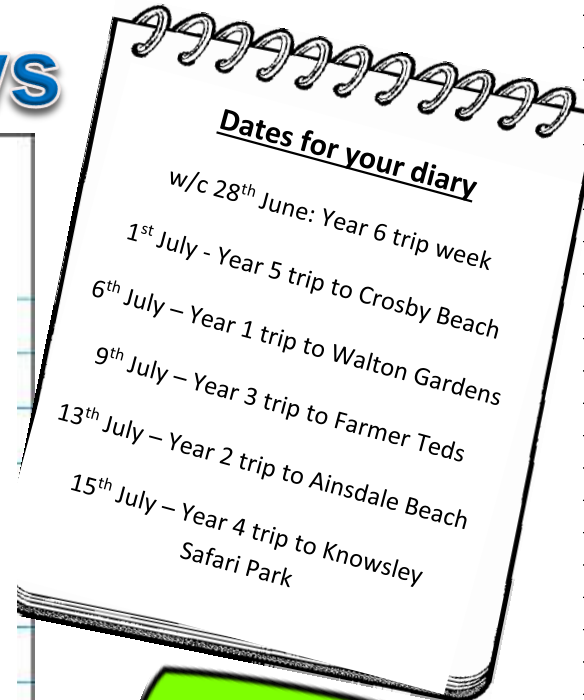 Dates for your diary
w/c 28th June: Year 6 trip week
1st July - Year 5 trip to Crosby Beach
6th July – Year 1 trip to Walton Gardens
9th July – Year 3 trip to Farmer Teds
13th July – Year 2 trip to Ainsdale Beach
15th July – Year 4 trip to Knowsley
Safari Park